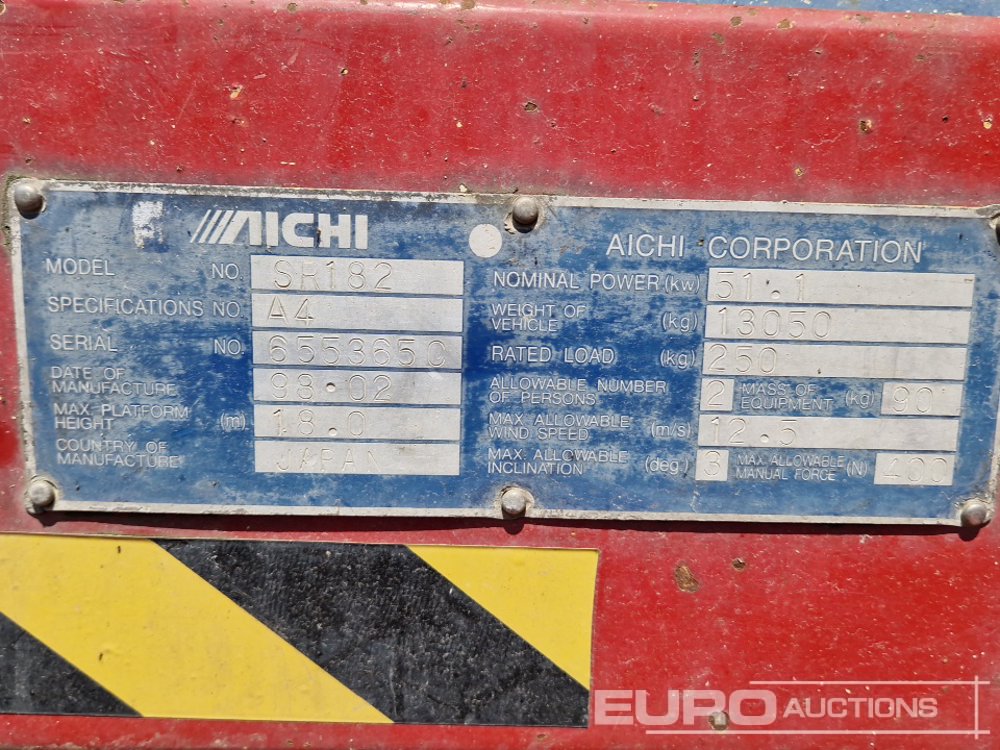 AICHI
AICHI CORPORATION
MODEL NO. SR182
SPECIFICATIONS NO. A4
SERIAL NO. 6553650
DATE OF MANUFACTURE 98.02
MAX. PLATFORM HEIGHT (m) 18.0
COUNTRY OF MANUFACTURE JAPAN
NOMINAL POWER (kw) 51.1
WEIGHT OF VEHICLE (kg) 13050
RATED LOAD (kg) 250
ALLOWABLE NUMBER OF PERSONS 2 MASS OF EQUIPMENT (kg) 90
MAX. ALLOWABLE WIND SPEED (m/s) 12.5
MAX. ALLOWABLE INCLINATION (deg.) 3 MAX. ALLOWABLE MANUAL FORCE (N) 400
EURO AUCTIONS